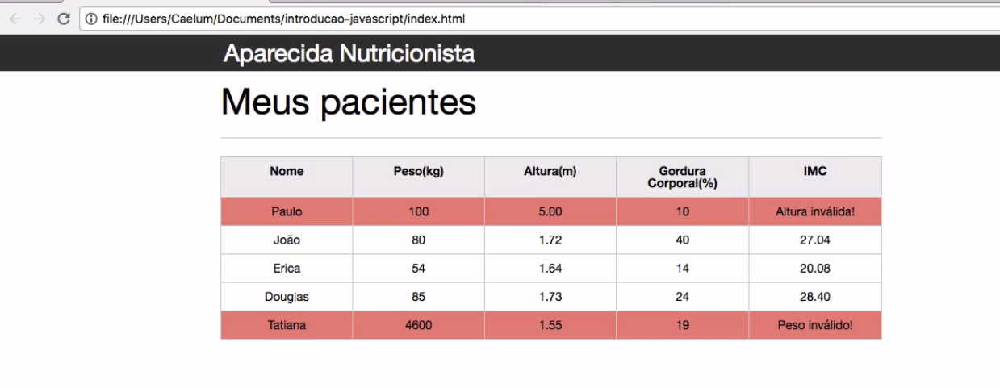 file:///Users/Caelum/Documents/introducao-javascript/index.html
Aparecida Nutricionista
Meus pacientes
Nome Peso(kg) Altura(m) Gordura Corporal(%) IMC
Paulo 100 5.00 10 Altura inválida!
João 80 1.72 40 27.04
Erica 54 1.64 14 20.08
Douglas 85 1.73 24 28.40
Tatiana 4600 1.55 19 Peso inválido!